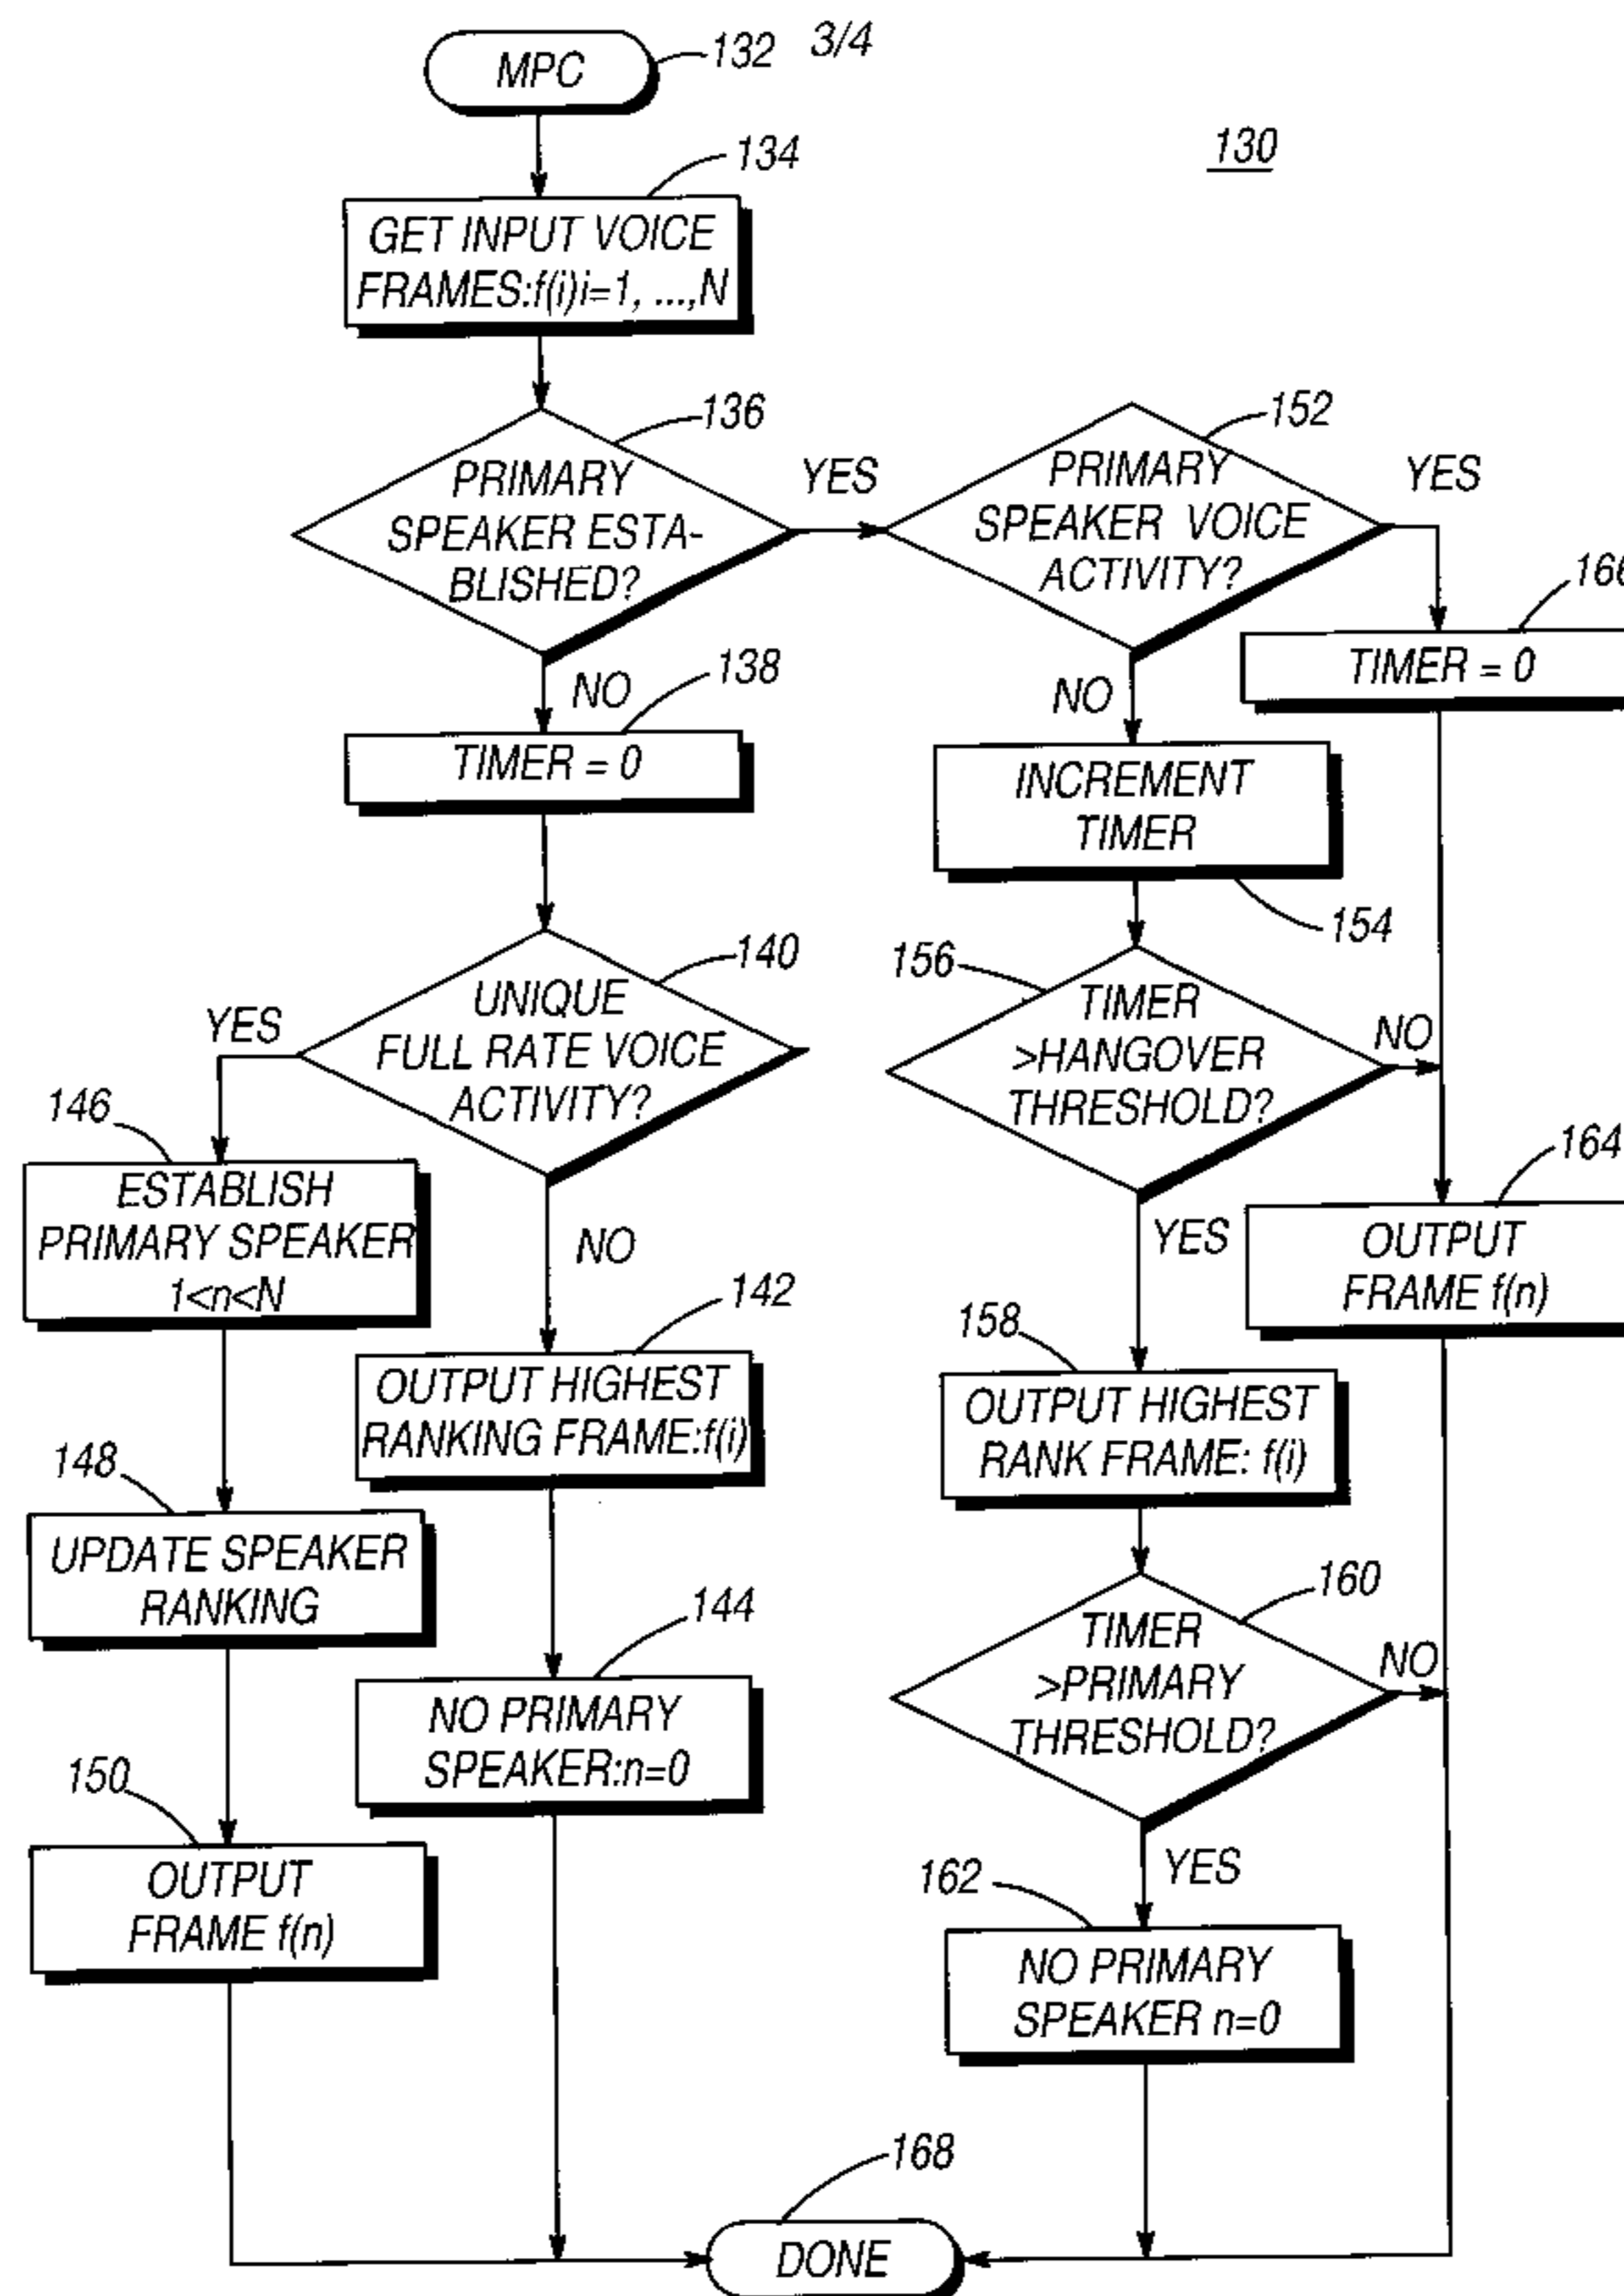 MPC
132
3/4
134
130
GET INPUT VOICE
FRAMES:f(i)i=1, ...,N
136
PRIMARY
SPEAKER ESTA-
BLISHED?
YES
152
PRIMARY
SPEAKER VOICE
ACTIVITY?
YES
166
TIMER = 0
NO
138
TIMER = 0
NO
INCREMENT
TIMER
154
140
UNIQUE
FULL RATE VOICE
ACTIVITY?
YES
156
TIMER
>HANGOVER
THRESHOLD?
NO
146
ESTABLISH
PRIMARY SPEAKER
1<n<N
NO
YES
164
OUTPUT
FRAME f(n)
142
OUTPUT HIGHEST
RANKING FRAME:f(i)
158
OUTPUT HIGHEST
RANK FRAME: f(i)
148
UPDATE SPEAKER
RANKING
144
NO PRIMARY
SPEAKER:n=0
160
TIMER
>PRIMARY
THRESHOLD?
NO
150
OUTPUT
FRAME f(n)
YES
162
NO PRIMARY
SPEAKER n=0
168
DONE